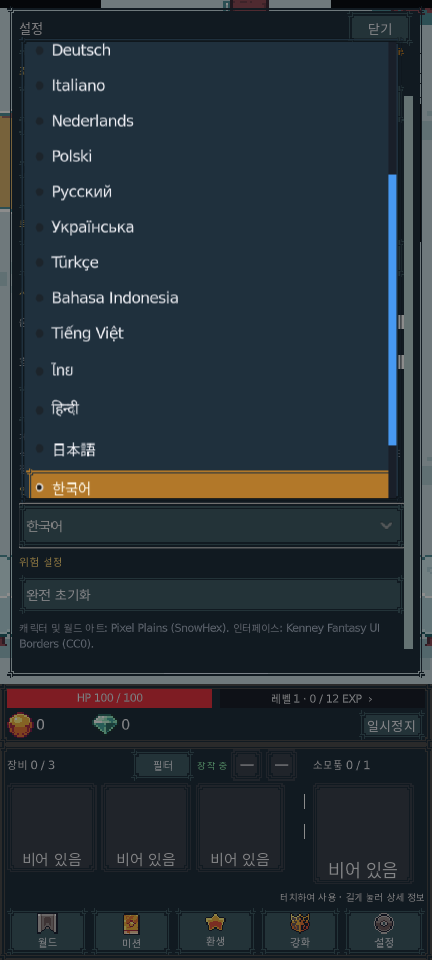 설정
닫기
Deutsch
Italiano
Nederlands
Polski
Русский
Українська
Türkçe
Bahasa Indonesia
Tiếng Việt
ไทย
हिन्दी
日本語
한국어
한국어
위험 설정
완전 초기화
캐릭터 및 월드 아트: Pixel Plains (SnowHex). 인터페이스: Kenney Fantasy UI
Borders (CC0).
HP 100 / 100
레벨 1 · 0 / 12 EXP ›
0
0
일시정지
장비 0 / 3
필터
장착 중
—
—
소모품 0 / 1
비어 있음
비어 있음
비어 있음
비어 있음
터치하여 사용 · 길게 눌러 상세 정보
월드
미션
환생
강화
설정